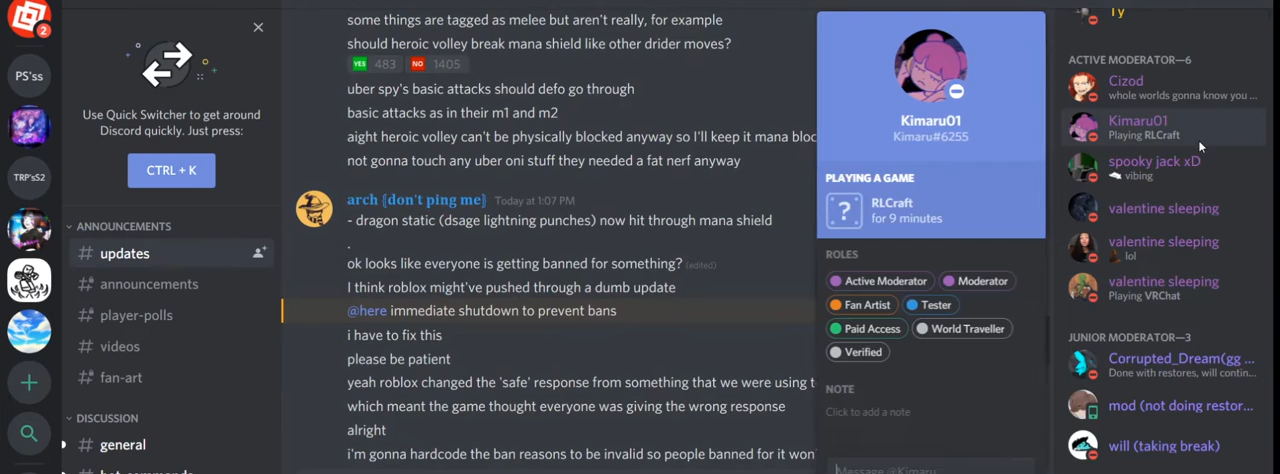 2
PS'ss
TRP'sS2
Use Quick Switcher to get around
Discord quickly. Just press:
CTRL + K
ANNOUNCEMENTS
# updates
# announcements
# player-polls
# videos
# fan-art
DISCUSSION
# general
some things are tagged as melee but aren't really, for example
should heroic volley break mana shield like other drider moves?
YES 483 NO 1405
uber spy's basic attacks should defo go through
basic attacks as in their m1 and m2
aight heroic volley can't be physically blocked anyway so I'll keep it mana bloc
not gonna touch any uber oni stuff they needed a fat nerf anyway
arch ⟬don't ping me⟭ Today at 1:07 PM
- dragon static (dsage lightning punches) now hit through mana shield
.
ok looks like everyone is getting banned for something? (edited)
I think roblox might've pushed through a dumb update
@here immediate shutdown to prevent bans
i have to fix this
please be patient
yeah roblox changed the 'safe' response from something that we were using t
which meant the game thought everyone was giving the wrong response
alright
i'm gonna hardcode the ban reasons to be invalid so people banned for it won'
Kimaru01
Kimaru#6255
PLAYING A GAME
?
RLCraft
for 9 minutes
ROLES
Active Moderator Moderator
Fan Artist Tester
Paid Access World Traveller
Verified
NOTE
Click to add a note
Message @Kimaru
Ty
ACTIVE MODERATOR—6
Cizod
whole worlds gonna know you ...
Kimaru01
Playing RLCraft
spooky jack xD
vibing
valentine sleeping
valentine sleeping
lol
valentine sleeping
Playing VRChat
JUNIOR MODERATOR—3
Corrupted_Dream(gg ...
Done with restores, will contin...
mod (not doing restor...
will (taking break)